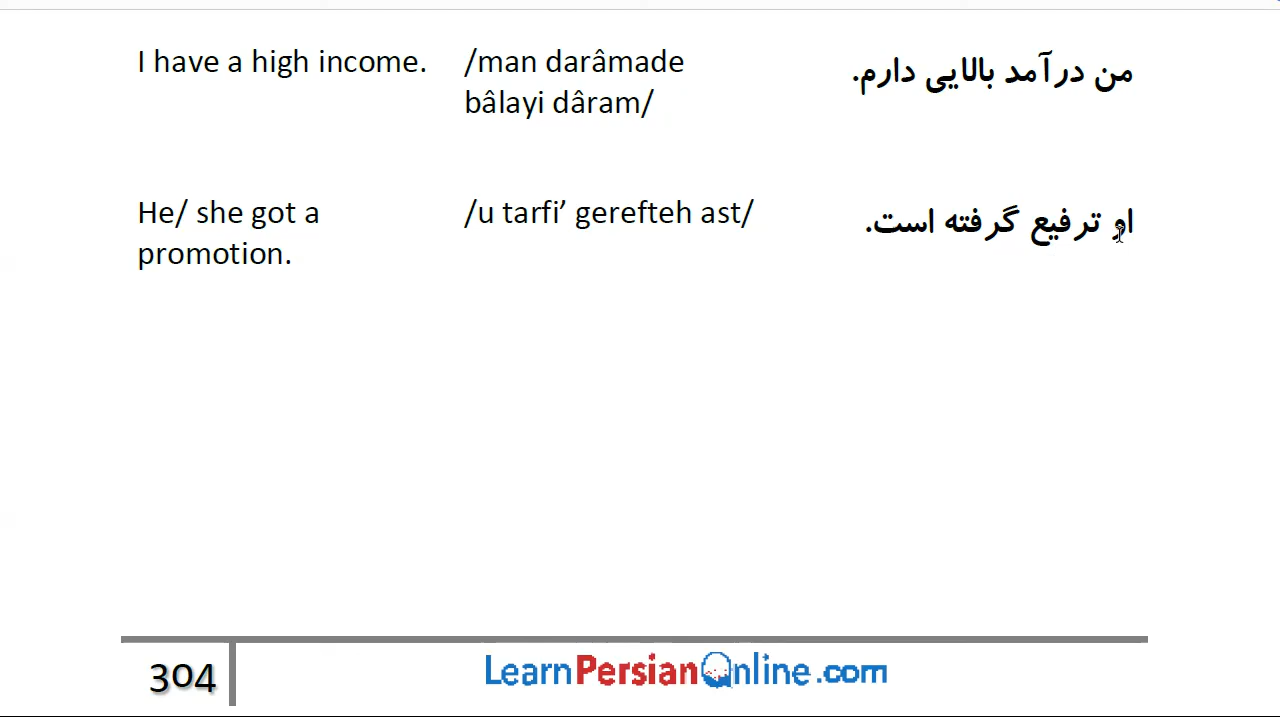 I have a high income.
/man darâmade
bâlayi dâram/
من درآمد بالایی دارم.
He/ she got a
promotion.
/u tarfi’ gerefteh ast/
او ترفیع گرفته است.
304
LearnPersianOnline.com